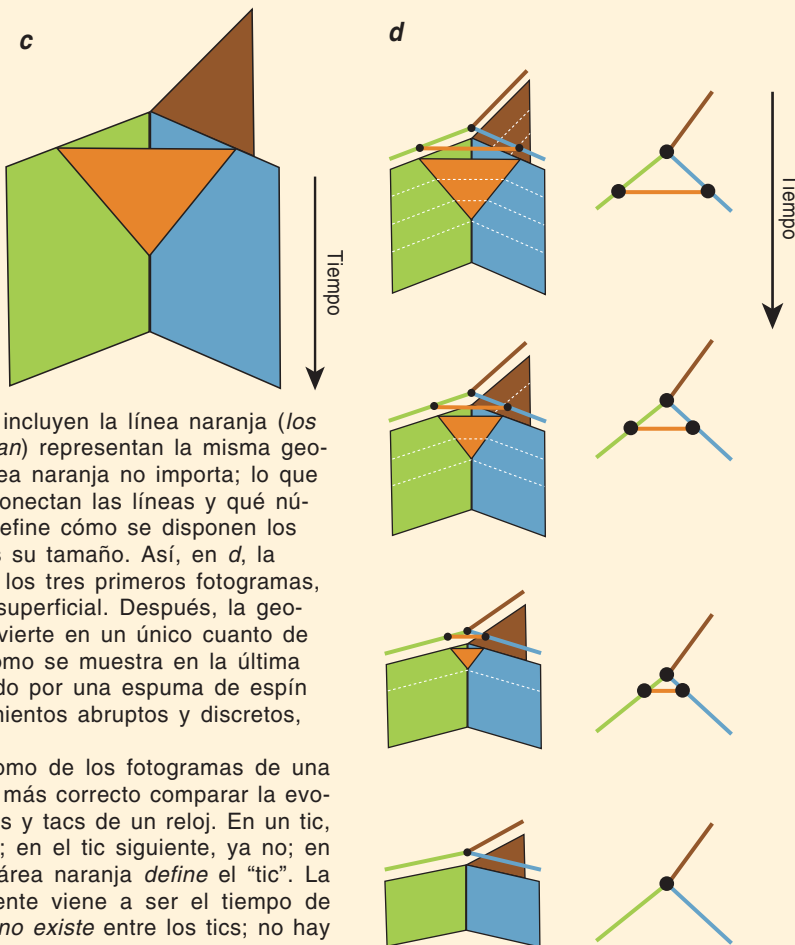 c
d
Tiempo
Tiempo
incluyen la línea naranja (los
an) representan la misma geo-
ea naranja no importa; lo que
onectan las líneas y qué nú-
efine cómo se disponen los
s su tamaño. Así, en d, la
los tres primeros fotogramas,
superficial. Después, la geo-
vierte en un único cuanto de
omo se muestra en la última
do por una espuma de espín
mientos abruptos y discretos,
omo de los fotogramas de una
más correcto comparar la evo-
s y tacs de un reloj. En un tic,
; en el tic siguiente, ya no; en
área naranja define el “tic”. La
ente viene a ser el tiempo de
no existe entre los tics; no hay